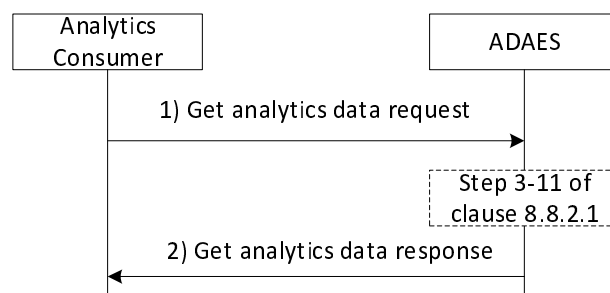 Analytics
Consumer
ADAES
1) Get analytics data request
Step 3-11 of
clause 8.8.2.1
2) Get analytics data response